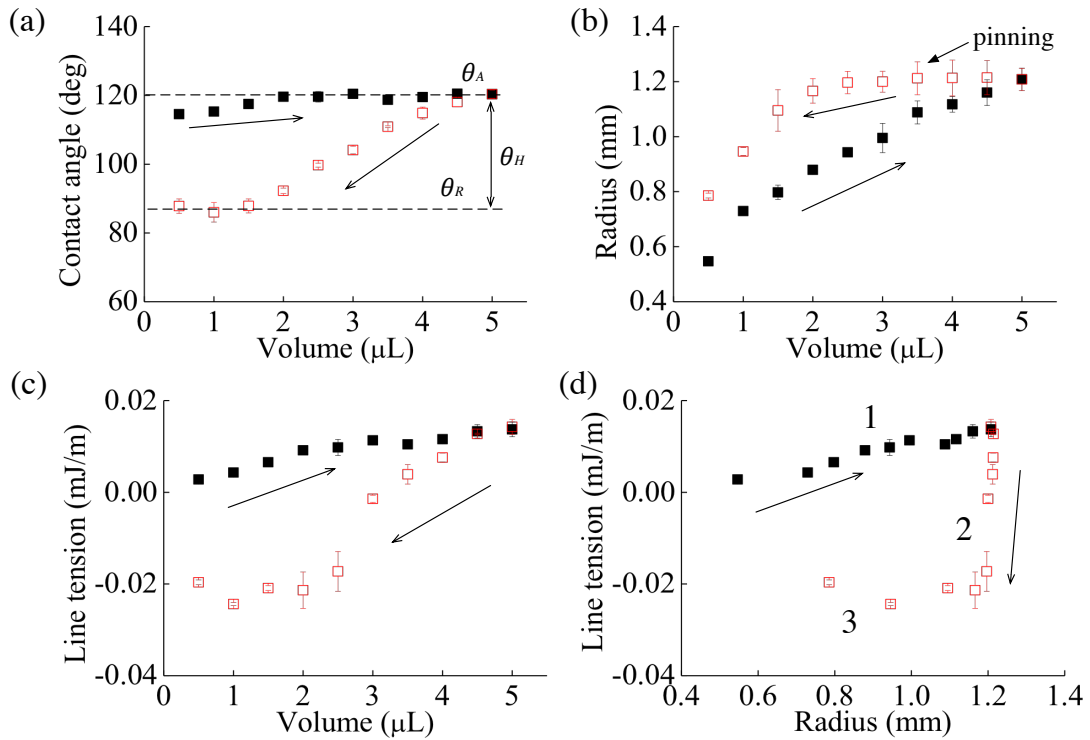 (a)
Contact angle (deg)
140
120
100
80
60
θA
θH
θR
0 1 2 3 4 5
Volume (μL)
(b)
Radius (mm)
1.4
1.2
1.0
0.8
0.6
0.4
pinning
0 1 2 3 4 5
Volume (μL)
(c)
Line tension (mJ/m)
0.02
0.00
-0.02
-0.04
0 1 2 3 4 5
Volume (μL)
(d)
Line tension (mJ/m)
0.02
0.00
-0.02
-0.04
1
2
3
0.4 0.6 0.8 1.0 1.2 1.4
Radius (mm)